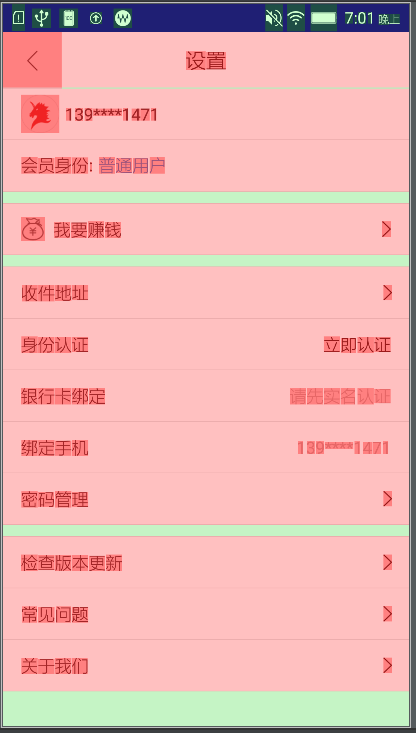 7:01 晚上
设置
139****1471
会员身份: 普通用户
我要赚钱
收件地址
身份认证 立即认证
银行卡绑定 请先实名认证
绑定手机 139****1471
密码管理
检查版本更新
常见问题
关于我们